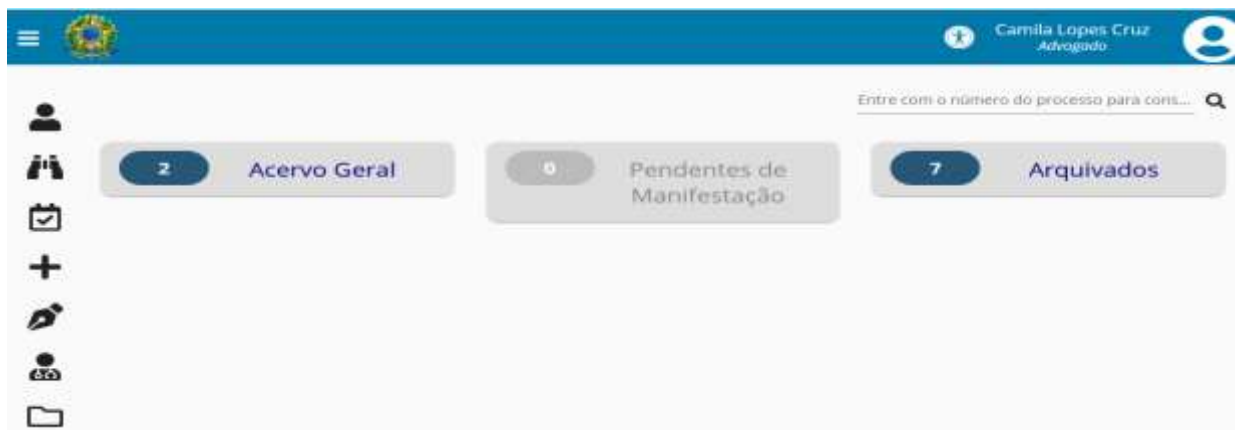 Camila Lopes Cruz
Advogado
Entre com o número do processo para cons...
2 Acervo Geral
0 Pendentes de
Manifestação
7 Arquivados